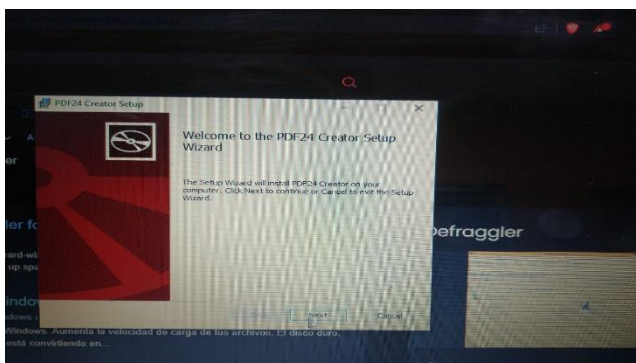 PDF24 Creator Setup
Welcome to the PDF24 Creator Setup
Wizard
The Setup Wizard will install PDF24 Creator on your
computer. Click Next to continue or Cancel to exit the Setup
Wizard.
Next
Cancel
Defraggler
Windows. Aumenta la velocidad de carga de tus archivos. El disco duro,
está convirtiendo en...